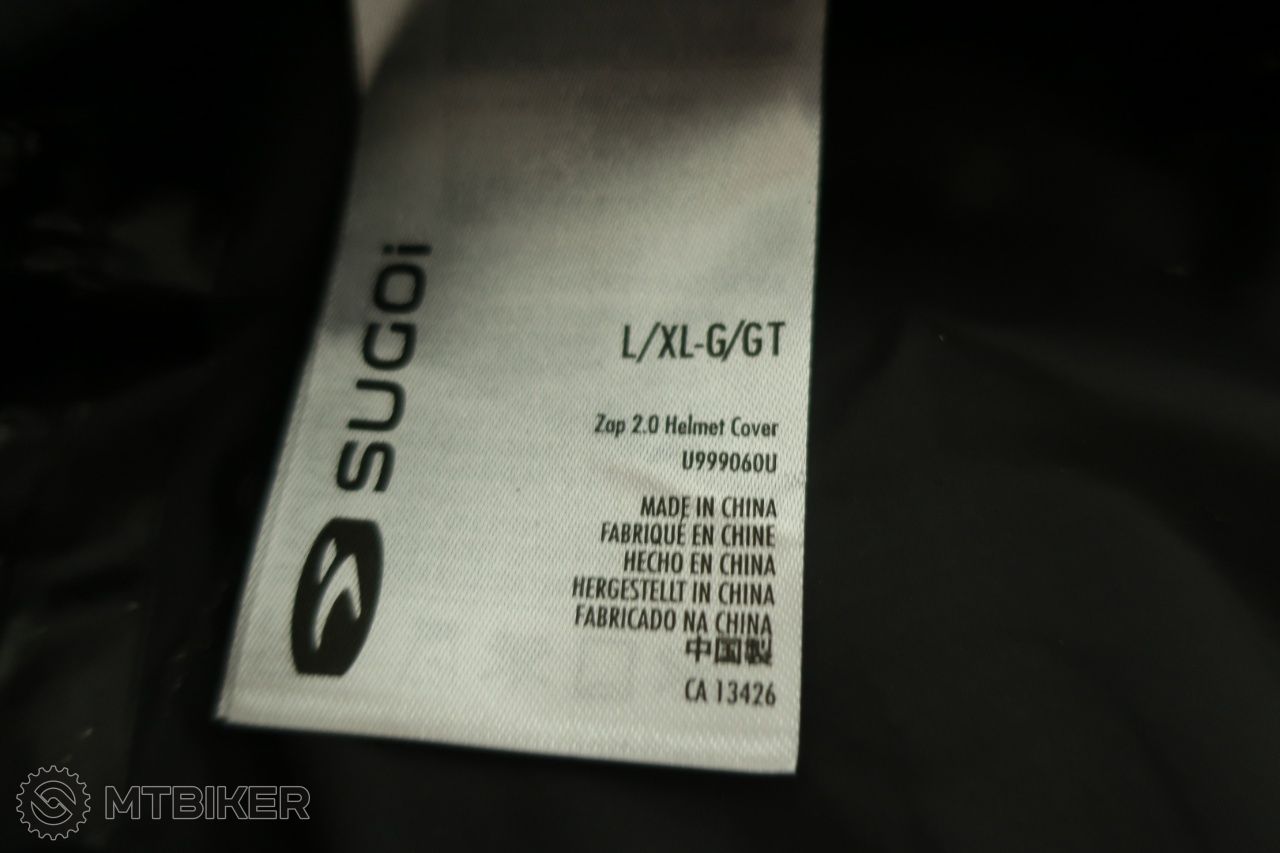 SUGOi
L/XL-G/GT
Zap 2.0 Helmet Cover
U999060U
MADE IN CHINA
FABRIQUÉ EN CHINE
HECHO EN CHINA
HERGESTELLT IN CHINA
FABRICADO NA CHINA
中国製
CA 13426
MTBIKER